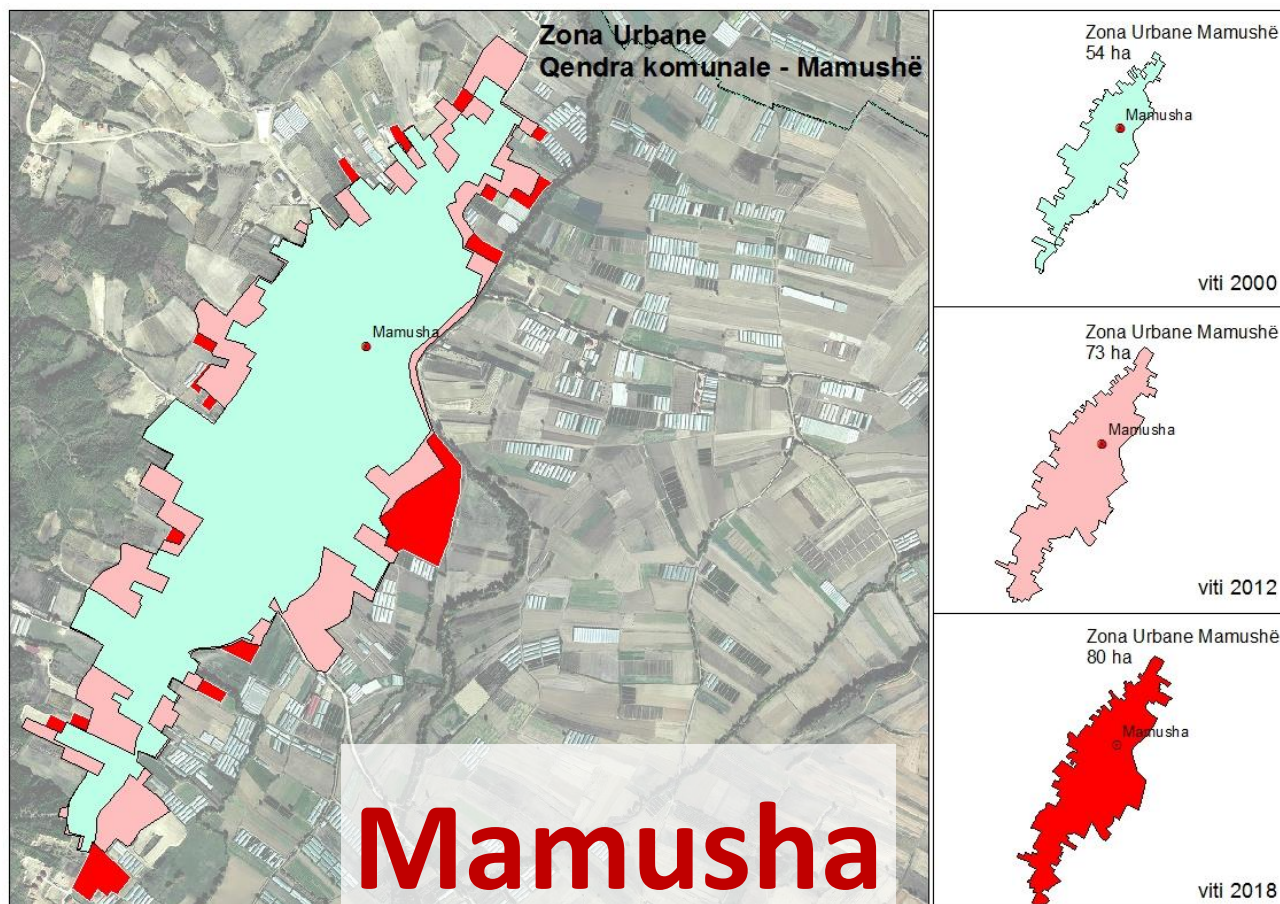 Zona Urbane
Qendra komunale - Mamushë
Mamusha
Mamusha
Zona Urbane Mamushë
54 ha
Mamusha
viti 2000
Zona Urbane Mamushë
73 ha
Mamusha
viti 2012
Zona Urbane Mamushë
80 ha
Mamusha
viti 2018